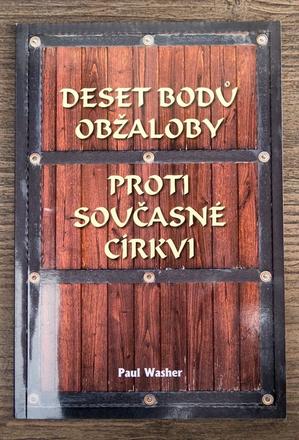 DESET BODŮ
OBŽALOBY
PROTI
SOUČASNÉ
CÍRKVI
Paul Washer